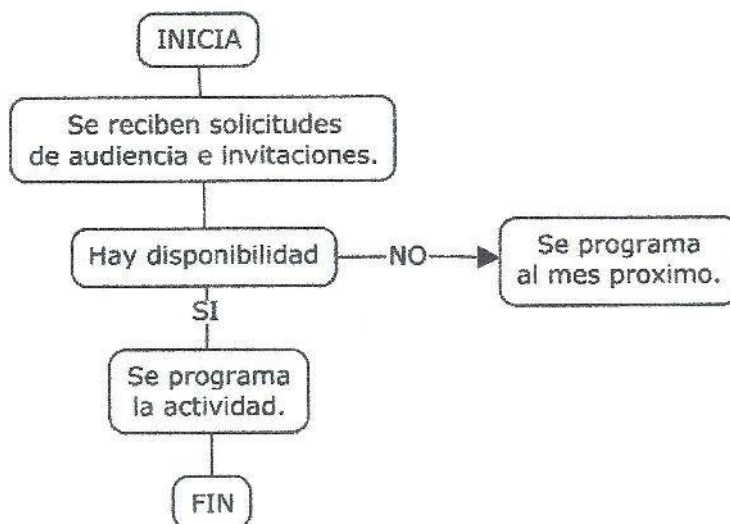 INICIA
Se reciben solicitudes
de audiencia e invitaciones.
Hay disponibilidad
NO
Se programa
al mes proximo.
SI
Se programa
la actividad.
FIN